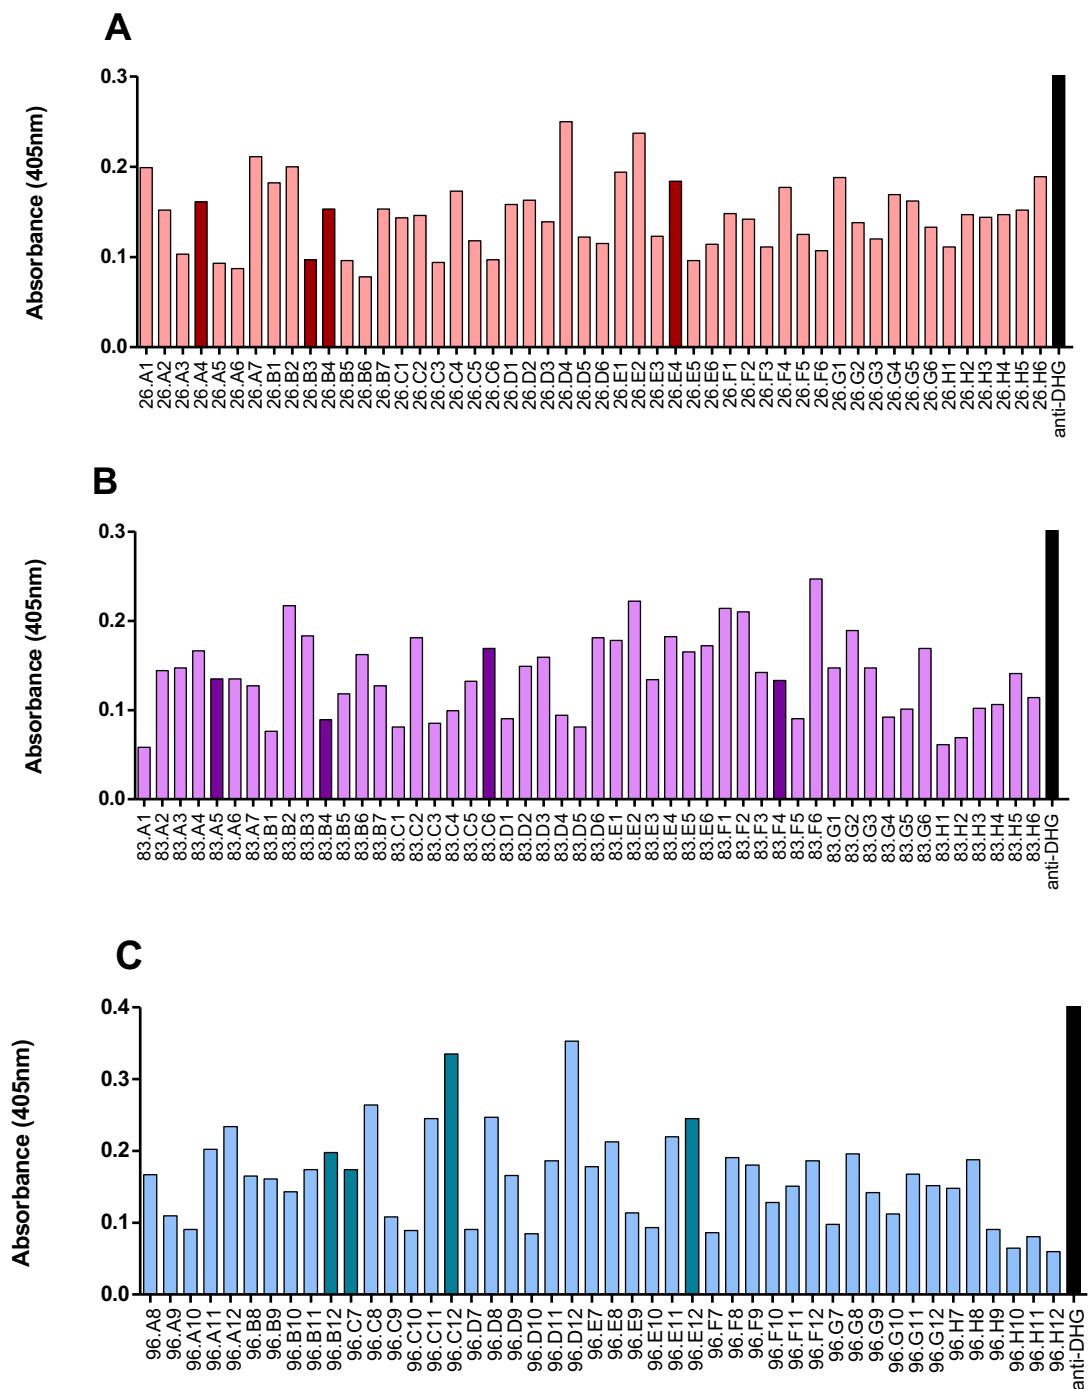 A
Absorbance (405nm)
0.3
0.2
0.1
0.0
26.A1
26.A2
26.A3
26.A4
26.A5
26.A6
26.A7
26.B1
26.B2
26.B3
26.B4
26.B5
26.B6
26.B7
26.C1
26.C2
26.C3
26.C4
26.C5
26.C6
26.D1
26.D2
26.D3
26.D4
26.D5
26.D6
26.E1
26.E2
26.E3
26.E4
26.E5
26.E6
26.F1
26.F2
26.F3
26.F4
26.F5
26.F6
26.G1
26.G2
26.G3
26.G4
26.G5
26.G6
26.H1
26.H2
26.H3
26.H4
26.H5
26.H6
anti-DHG
B
Absorbance (405nm)
0.3
0.2
0.1
0.0
83.A1
83.A2
83.A3
83.A4
83.A5
83.A6
83.A7
83.B1
83.B2
83.B3
83.B4
83.B5
83.B6
83.B7
83.C1
83.C2
83.C3
83.C4
83.C5
83.C6
83.D1
83.D2
83.D3
83.D4
83.D5
83.D6
83.E1
83.E2
83.E3
83.E4
83.E5
83.E6
83.F1
83.F2
83.F3
83.F4
83.F5
83.F6
83.G1
83.G2
83.G3
83.G4
83.G5
83.G6
83.H1
83.H2
83.H3
83.H4
83.H5
83.H6
anti-DHG
C
Absorbance (405nm)
0.4
0.3
0.2
0.1
0.0
96.A8
96.A9
96.A10
96.A11
96.A12
96.B8
96.B9
96.B10
96.B11
96.B12
96.C7
96.C8
96.C9
96.C10
96.C11
96.C12
96.D7
96.D8
96.D9
96.D10
96.D11
96.D12
96.E7
96.E8
96.E9
96.E10
96.E11
96.E12
96.F7
96.F8
96.F9
96.F10
96.F11
96.F12
96.G7
96.G8
96.G9
96.G10
96.G11
96.G12
96.H7
96.H8
96.H9
96.H10
96.H11
96.H12
anti-DHG